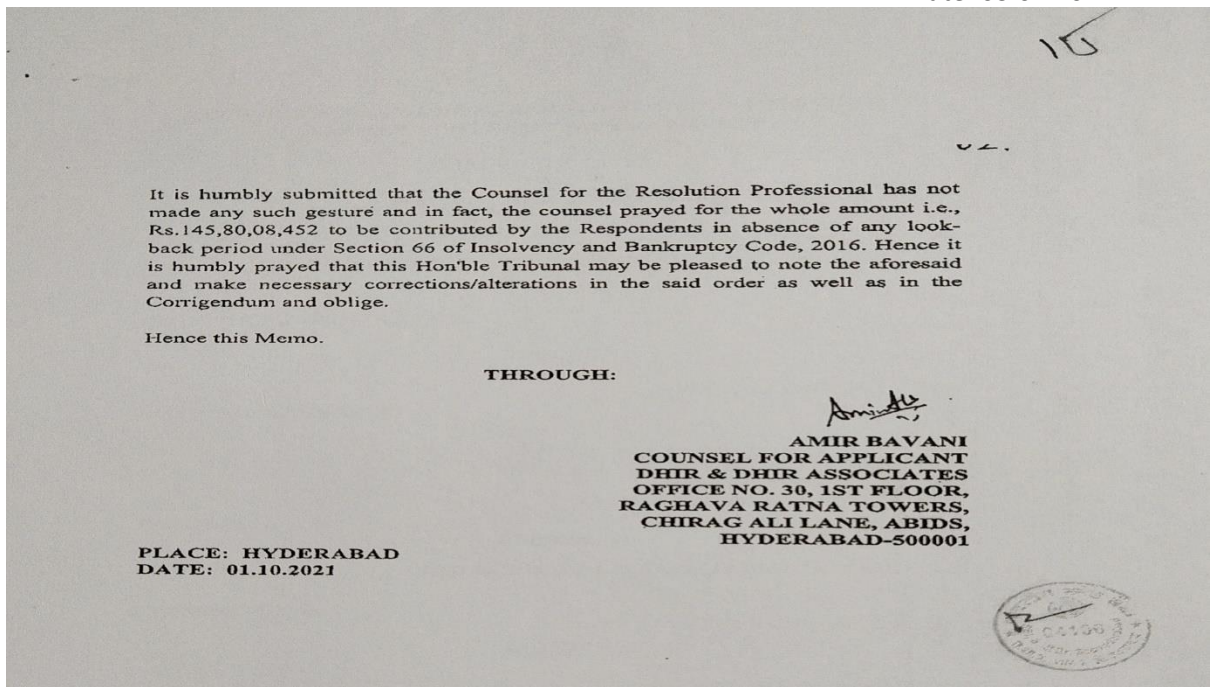 It is humbly submitted that the Counsel for the Resolution Professional has not
made any such gesture and in fact, the counsel prayed for the whole amount i.e.,
Rs.145,80,08,452 to be contributed by the Respondents in absence of any look-
back period under Section 66 of Insolvency and Bankruptcy Code, 2016. Hence it
is humbly prayed that this Hon'ble Tribunal may be pleased to note the aforesaid
and make necessary corrections/alterations in the said order as well as in the
Corrigendum and oblige.
Hence this Memo.
THROUGH:
AMIR BAVANI
COUNSEL FOR APPLICANT
DHIR & DHIR ASSOCIATES
OFFICE NO. 30, 1ST FLOOR,
RAGHAVA RATNA TOWERS,
CHIRAG ALI LANE, ABIDS,
HYDERABAD-500001
PLACE: HYDERABAD
DATE: 01.10.2021